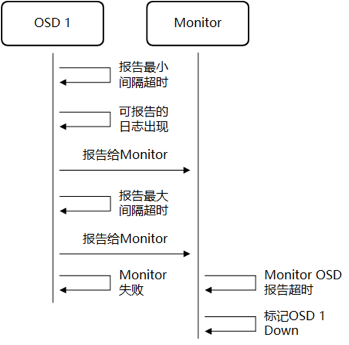 OSD 1
Monitor
报告最小
间隔超时
可报告的
日志出现
报告给Monitor
报告最大
间隔超时
报告给Monitor
Monitor
失败
Monitor OSD
报告超时
标记OSD 1
Down